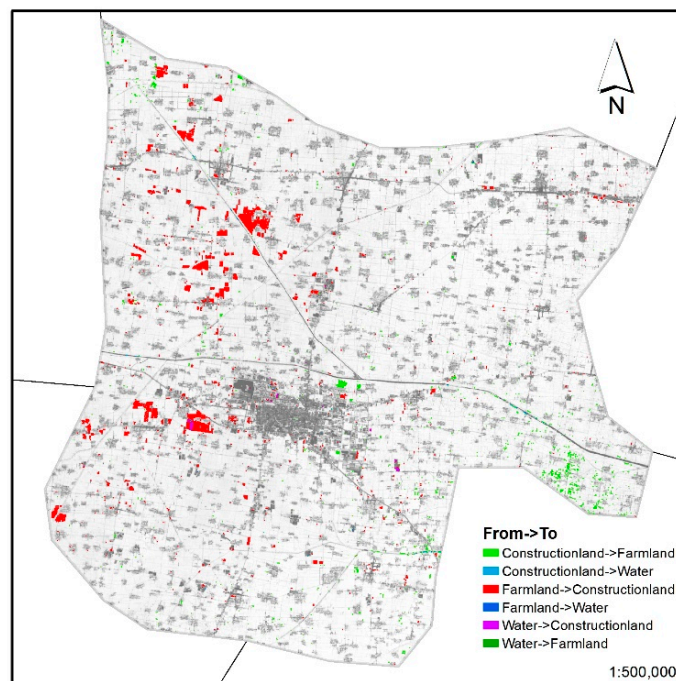 N
From->To
Constructionland->Farmland
Constructionland->Water
Farmland->Constructionland
Farmland->Water
Water->Constructionland
Water->Farmland
1:500,000